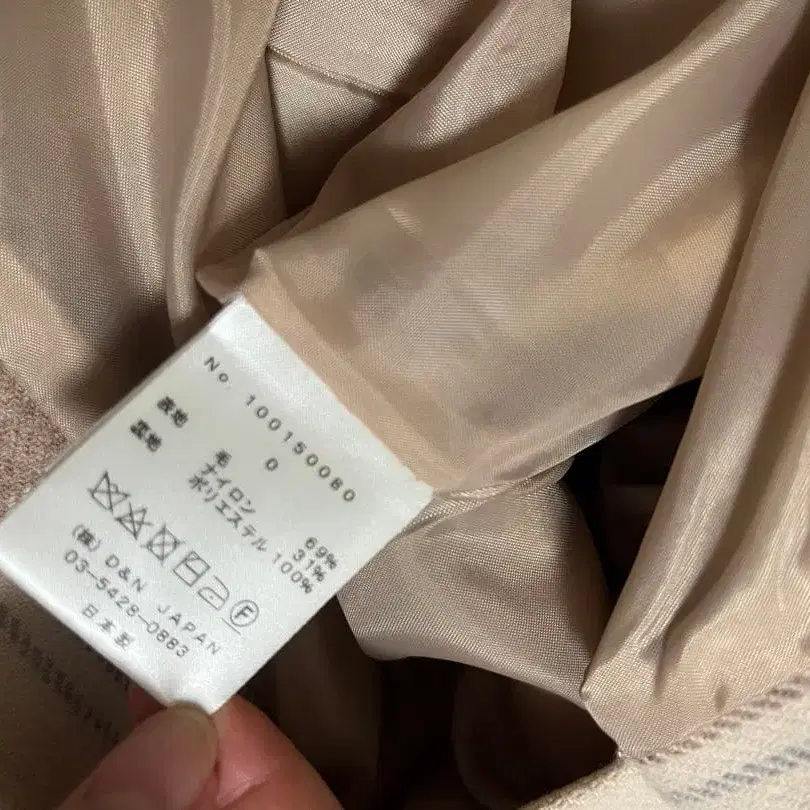 No. 100150080
0
表地 毛 69%
ナイロン 31%
裏地 ポリエステル 100%
F
(株) D&N JAPAN
03-5428-0883
日本製